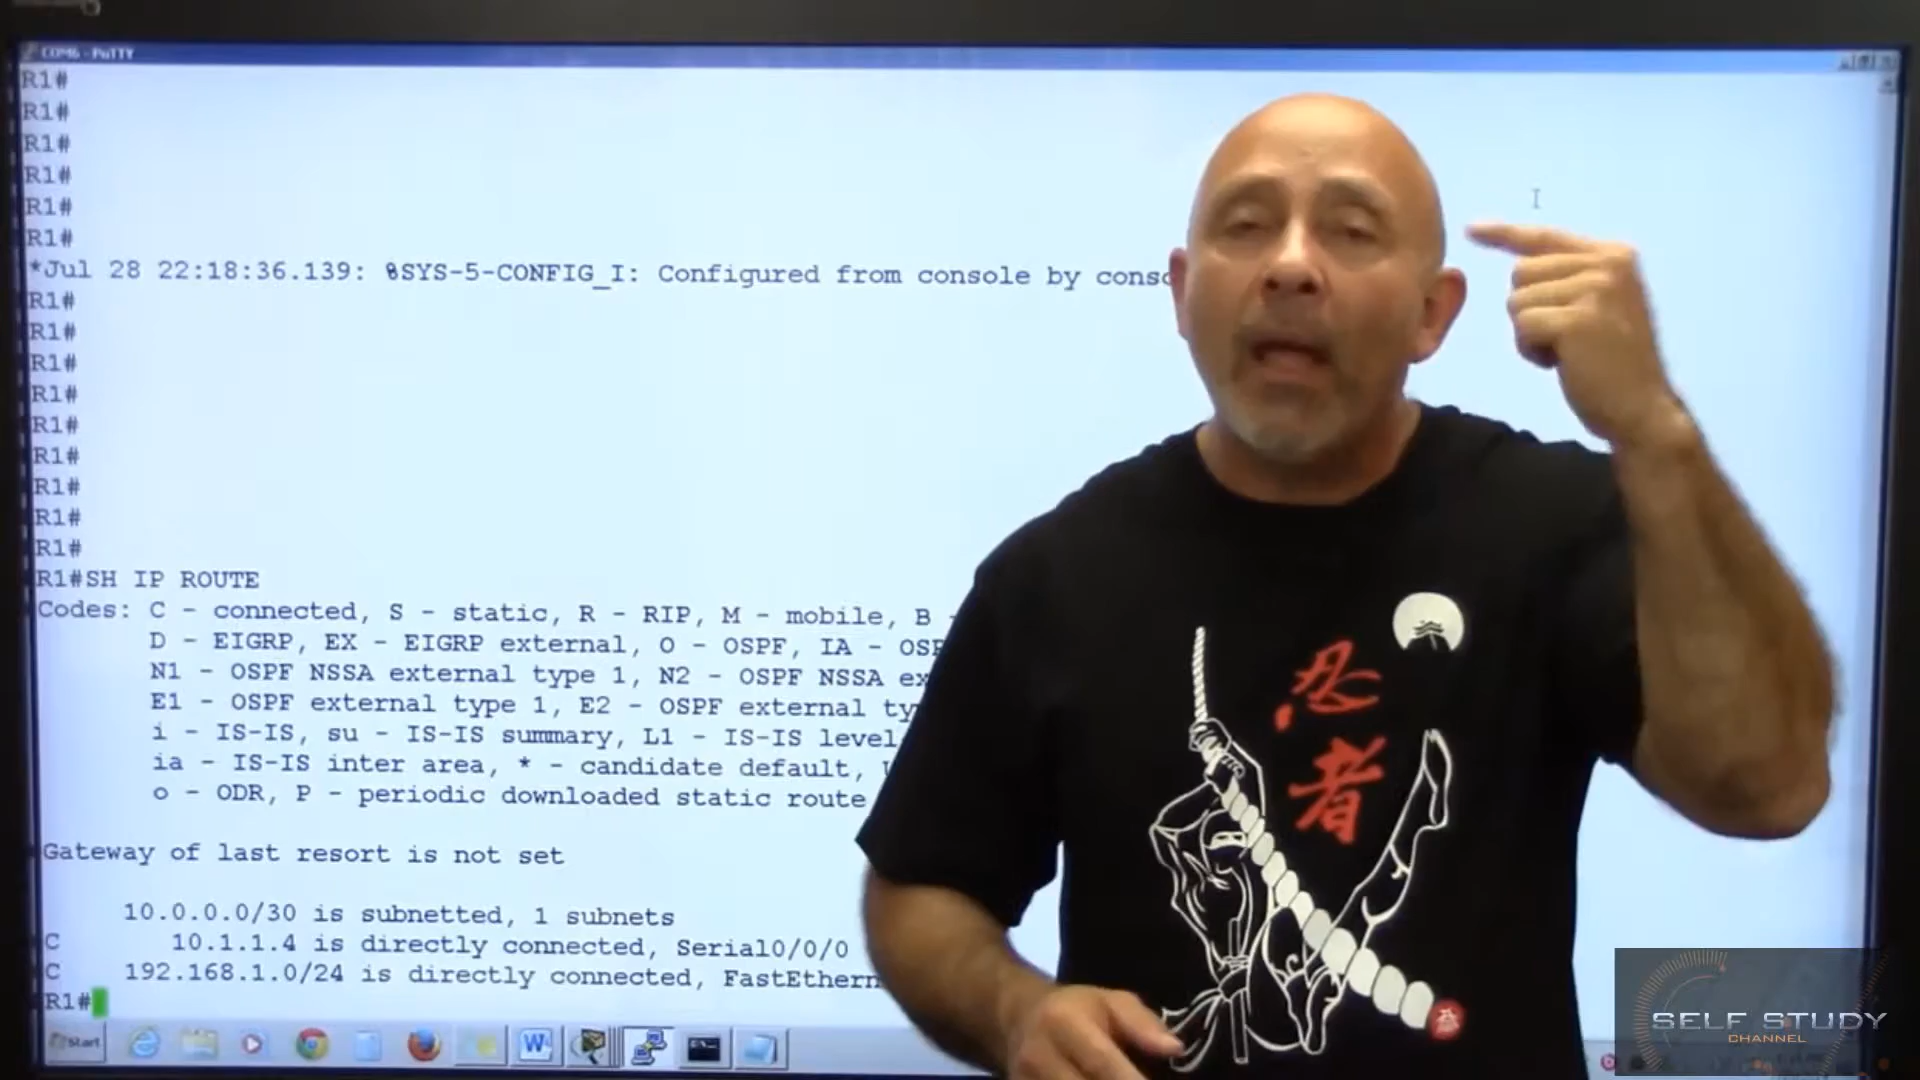 COM6 - PuTTY
R1#
R1#
R1#
R1#
R1#
R1#
*Jul 28 22:18:36.139: %SYS-5-CONFIG_I: Configured from console by
R1#
R1#
R1#
R1#
R1#
R1#
R1#
R1#
R1#
R1#SH IP ROUTE
Codes: C - connected, S - static, R - RIP, M - mobile, B -
D - EIGRP, EX - EIGRP external, O - OSPF, IA -
N1 - OSPF NSSA external type 1, N2 - OSPF NSSA
E1 - OSPF external type 1, E2 - OSPF external
i - IS-IS, su - IS-IS summary, L1 - IS-IS
ia - IS-IS inter area, * - candidate default,
o - ODR, P - periodic downloaded static route
Gateway of last resort is not set
10.0.0.0/30 is subnetted, 1 subnets
C 10.1.1.4 is directly connected, Serial0/0/0
C 192.168.1.0/24 is directly connected,
R1#
Start
忍者
SELF STUDY
CHANNEL